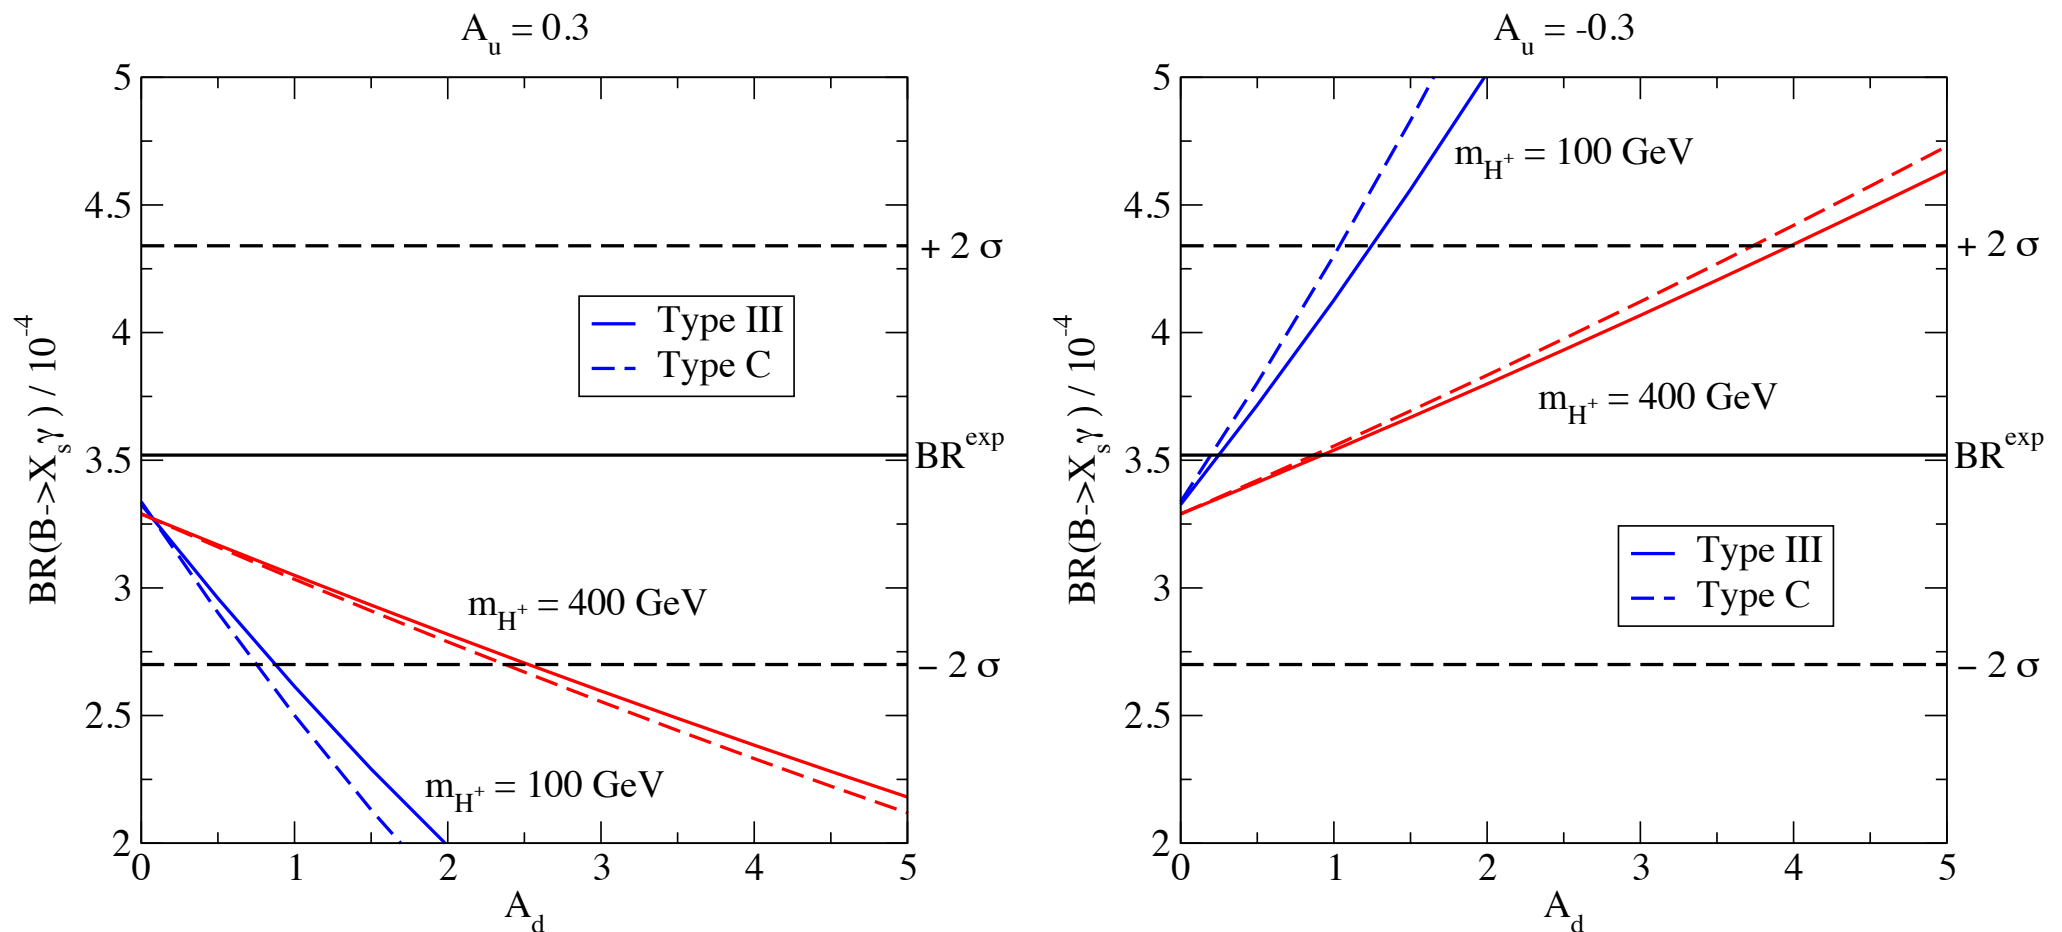 A_u = 0.3
5
4.5
4
3.5
3
2.5
2
0
1
2
3
4
5
BR(B->X_sγ) / 10^-4
A_d
+ 2 σ
Type III
Type C
BR^exp
m_H+ = 400 GeV
− 2 σ
m_H+ = 100 GeV
A_u = -0.3
5
4.5
4
3.5
3
2.5
2
0
1
2
3
4
5
BR(B->X_sγ) / 10^-4
A_d
m_H+ = 100 GeV
+ 2 σ
m_H+ = 400 GeV
BR^exp
Type III
Type C
− 2 σ